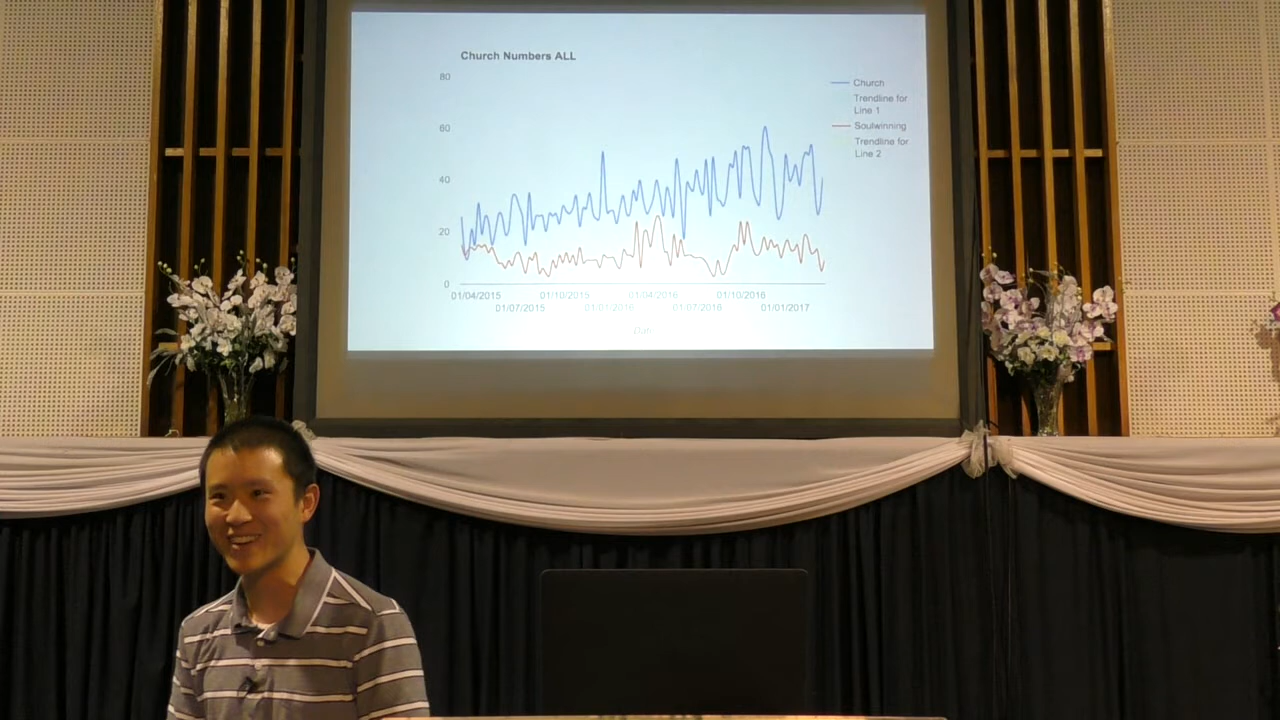 Church Numbers ALL
80
60
40
20
0
Church
Trendline for
Line 1
Soulwinning
Trendline for
Line 2
01/04/2015 01/10/2015 01/04/2016 01/10/2016
01/07/2015 01/01/2016 01/07/2016 01/01/2017
Date